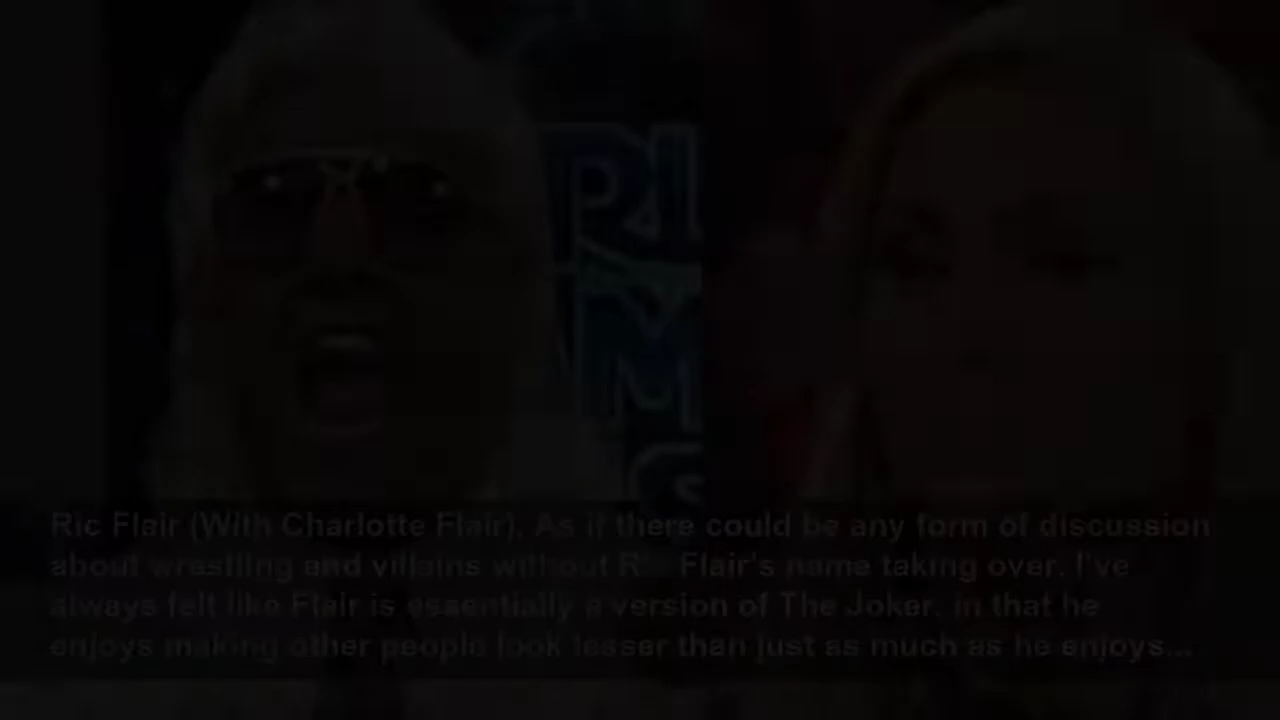 PI
M
G
Ric Flair (With Charlotte Flair). As if there could be any form of discussion
about wrestling and villains without Ric Flair's name taking over. I've
always felt like Flair is essentially a version of The Joker. In that he
enjoys making other people look lesser than just as much as he enjoys...